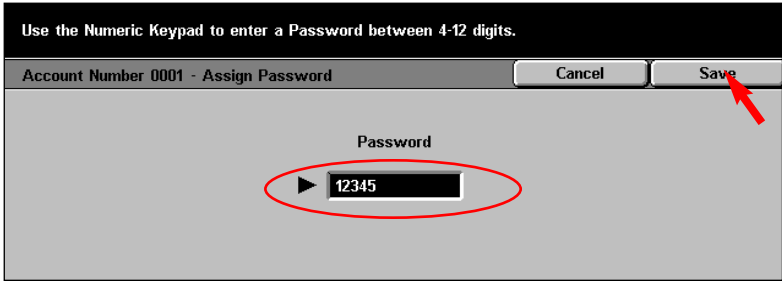 Use the Numeric Keypad to enter a Password between 4-12 digits.
Account Number 0001 - Assign Password Cancel Save
Password
12345